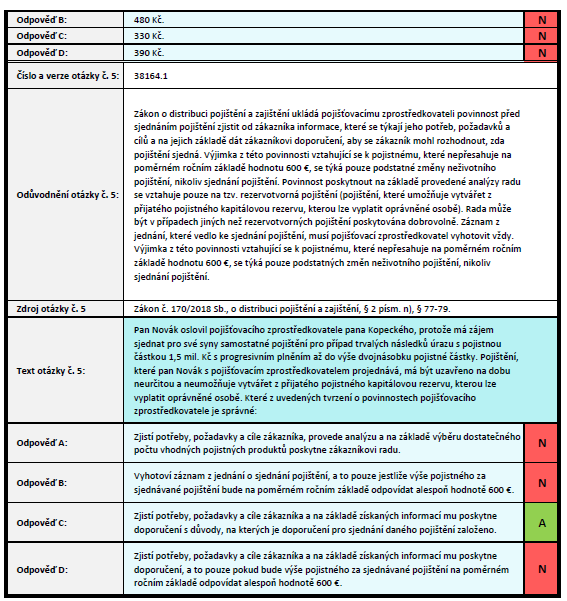 Odpověď B: 480 Kč. N
Odpověď C: 330 Kč. N
Odpověď D: 390 Kč. N
Číslo a verze otázky č. 5: 38164.1
Odůvodnění otázky č. 5:
Zákon o distribuci pojištění a zajištění ukládá pojišťovacímu zprostředkovateli povinnost před
sjednáním pojištění zjistit od zákazníka informace, které se týkají jeho potřeb, požadavků a
cílů a na jejich základě dát zákazníkovi doporučení, aby se zákazník mohl rozhodnout, zda
pojištění sjedná. Výjimka z této povinnosti vztahující se k pojistnému, které nepřesahuje na
poměrném ročním základě hodnotu 600 €, se týká pouze podstatné změny neživotního
pojištění, nikoliv sjednání pojištění. Povinnost poskytnout na základě provedené analýzy radu
se vztahuje pouze na tzv. rezervotvorná pojištění (pojištění, které umožňuje vytvářet z
přijatého pojistného kapitálovou rezervu, kterou lze vyplatit oprávněné osobě). Rada může
být v případech jiných než rezervotvorných pojištění poskytována dobrovolně. Záznam z
jednání, které vedlo ke sjednání pojištění, musí pojišťovací zprostředkovatel vyhotovit vždy.
Výjimka z této povinnosti vztahující se k pojistnému, které nepřesahuje na poměrném ročním
základě hodnotu 600 €, se týká pouze podstatných změn neživotního pojištění, nikoliv
sjednání pojištění.
Zdroj otázky č. 5 Zákon č. 170/2018 Sb., o distribuci pojištění a zajištění, § 2 písm. n), § 77-79.
Text otázky č. 5:
Pan Novák oslovil pojišťovacího zprostředkovatele pana Kopeckého, protože má zájem
sjednat pro své syny samostatné pojištění pro případ trvalých následků úrazu s pojistnou
částkou 1,5 mil. Kč s progresivním plněním až do výše dvojnásobku pojistné částky. Pojištění,
které pan Novák s pojišťovacím zprostředkovatelem projednává, má být uzavřeno na dobu
neurčitou a neumožňuje vytvářet z přijatého pojistného kapitálovou rezervu, kterou lze
vyplatit oprávněné osobě. Které z uvedených tvrzení o povinnostech pojišťovacího
zprostředkovatele je správné:
Odpověď A:
Zjistí potřeby, požadavky a cíle zákazníka, provede analýzu a na základě výběru dostatečného
počtu vhodných pojistných produktů poskytne zákazníkovi radu.
N
Odpověď B:
Vyhotoví záznam z jednání o sjednání pojištění, a to pouze jestliže výše pojistného za
sjednávané pojištění bude na poměrném ročním základě odpovídat alespoň hodnotě 600 €.
N
Odpověď C:
Zjistí potřeby, požadavky a cíle zákazníka a na základě získaných informací mu poskytne
doporučení s důvody, na kterých je doporučení pro sjednání daného pojištění založeno.
A
Odpověď D:
Zjistí potřeby, požadavky a cíle zákazníka a na základě získaných informací mu poskytne
doporučení, a to pouze pokud bude výše pojistného za sjednávané pojištění na poměrném
ročním základě odpovídat alespoň hodnotě 600 €.
N